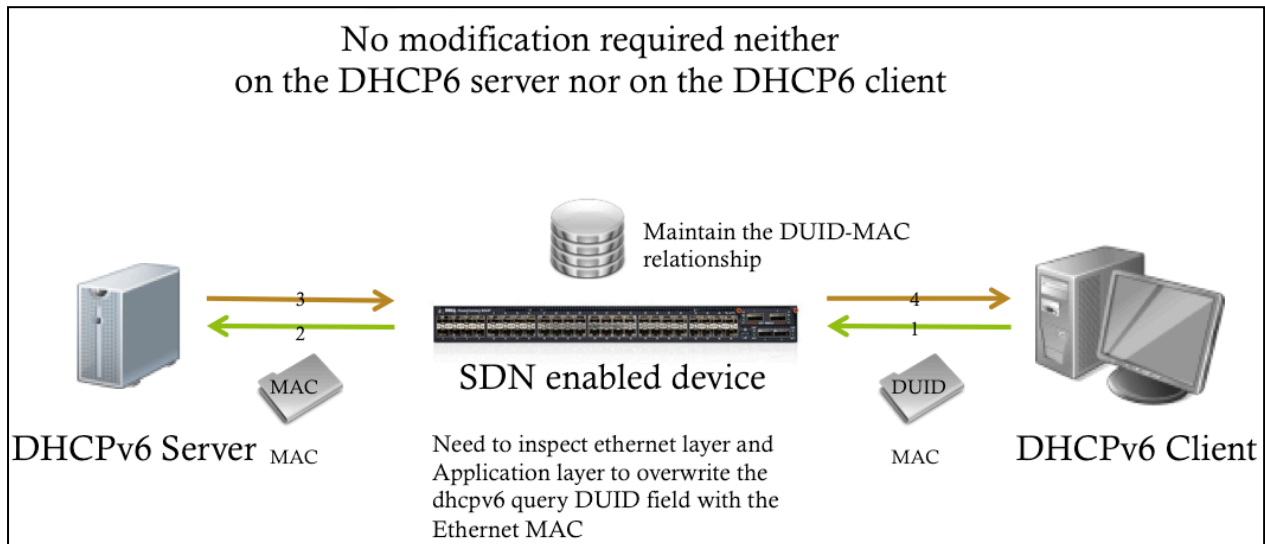 No modification required neither
on the DHCP6 server nor on the DHCP6 client
Maintain the DUID-MAC
relationship
3
4
2
1
MAC
SDN enabled device
DUID
DHCPv6 Server
MAC
Need to inspect ethernet layer and
Application layer to overwrite the
dhcpv6 query DUID field with the
Ethernet MAC
MAC
DHCPv6 Client